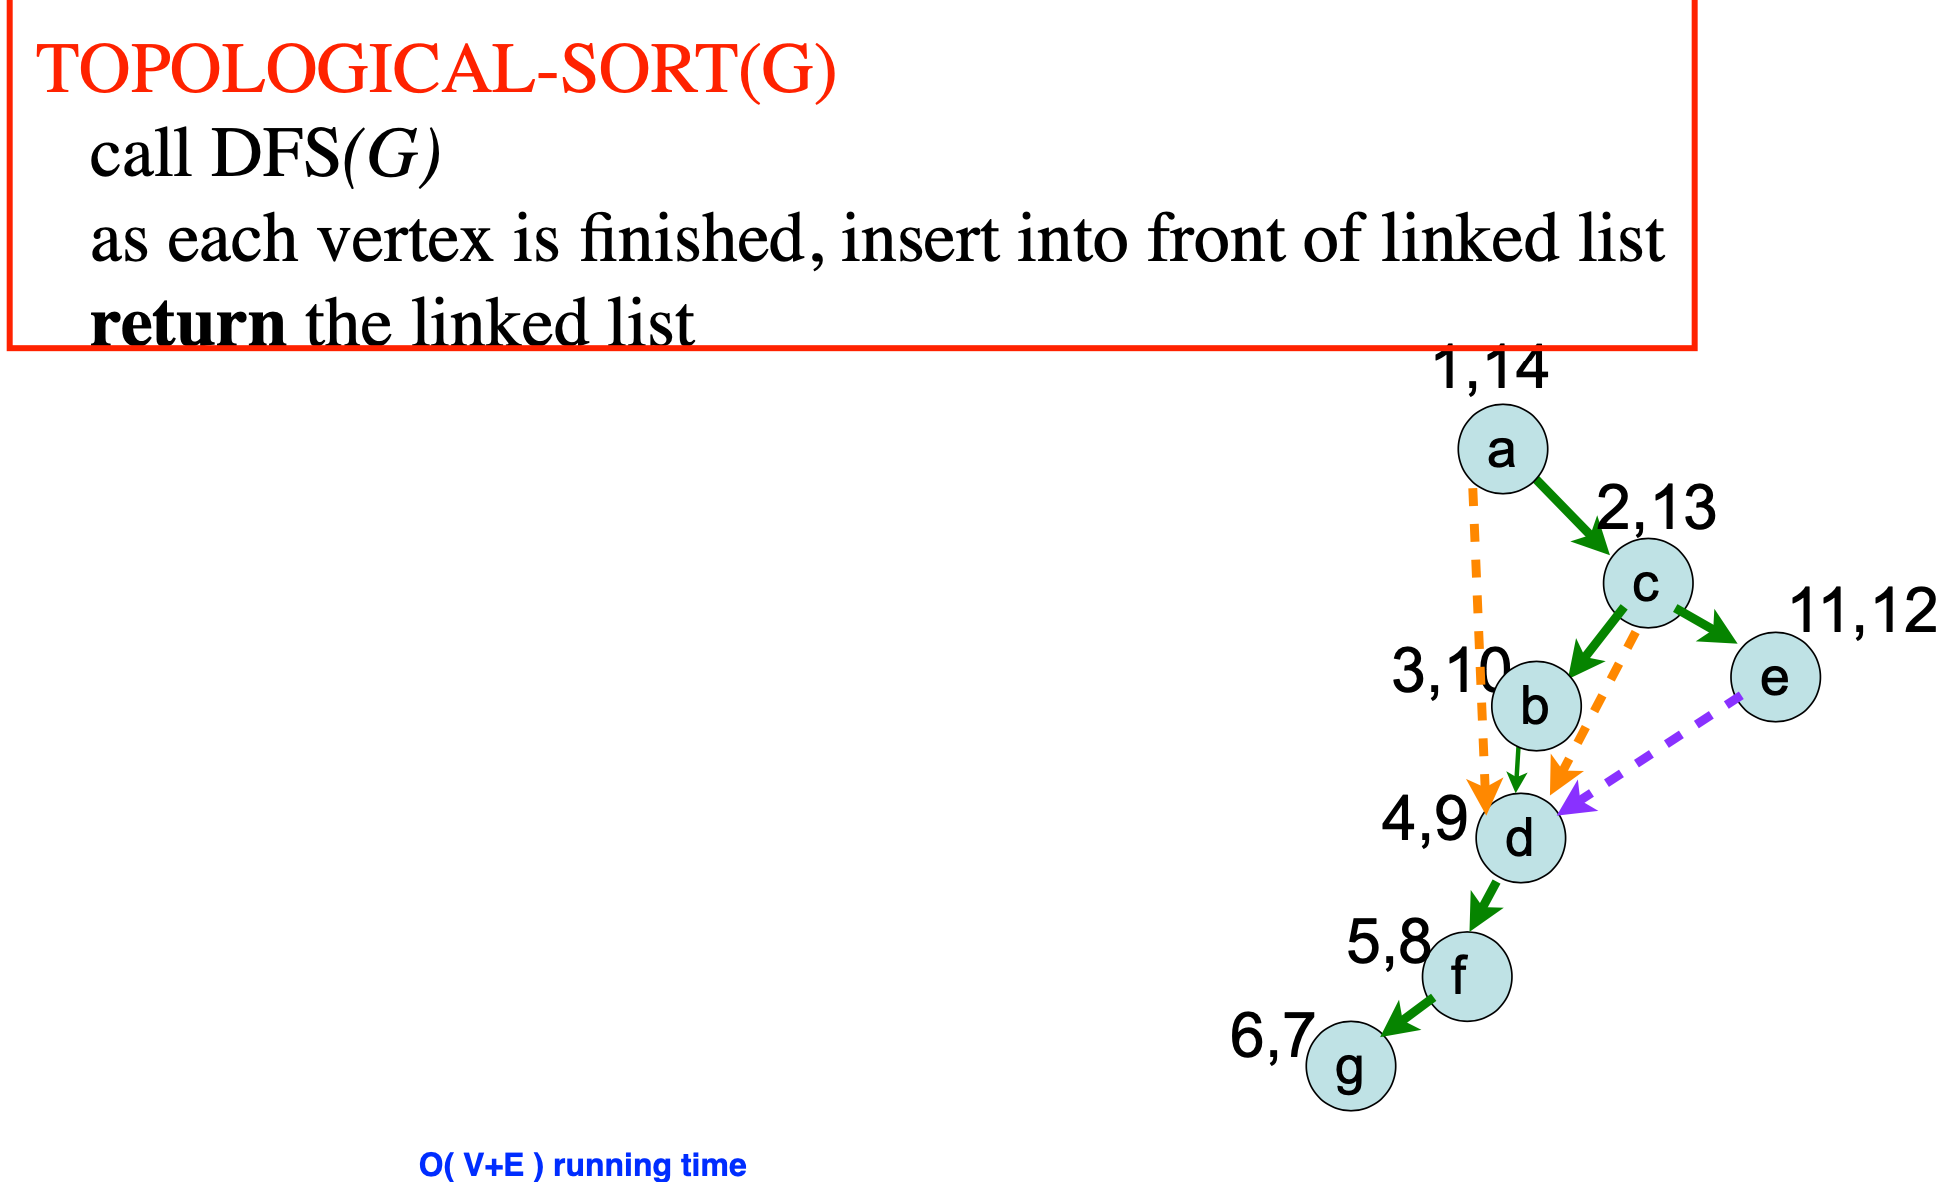 TOPOLOGICAL-SORT(G)
call DFS(G)
as each vertex is finished, insert into front of linked list
return the linked list
1,14
a
2,13
c
11,12
e
3,10
b
4,9
d
5,8
f
6,7
g
O( V+E ) running time